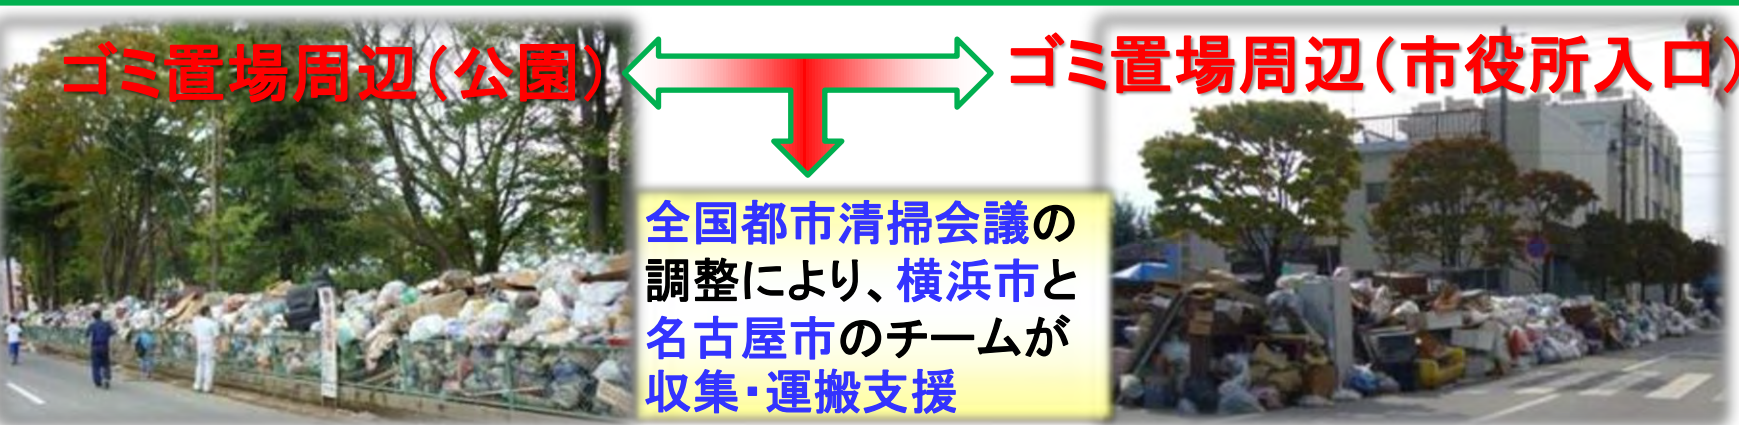 ゴミ置場周辺（公園）
ゴミ置場周辺（市役所入口）
全国都市清掃会議の
調整により、横浜市と
名古屋市のチームが
収集・運搬支援